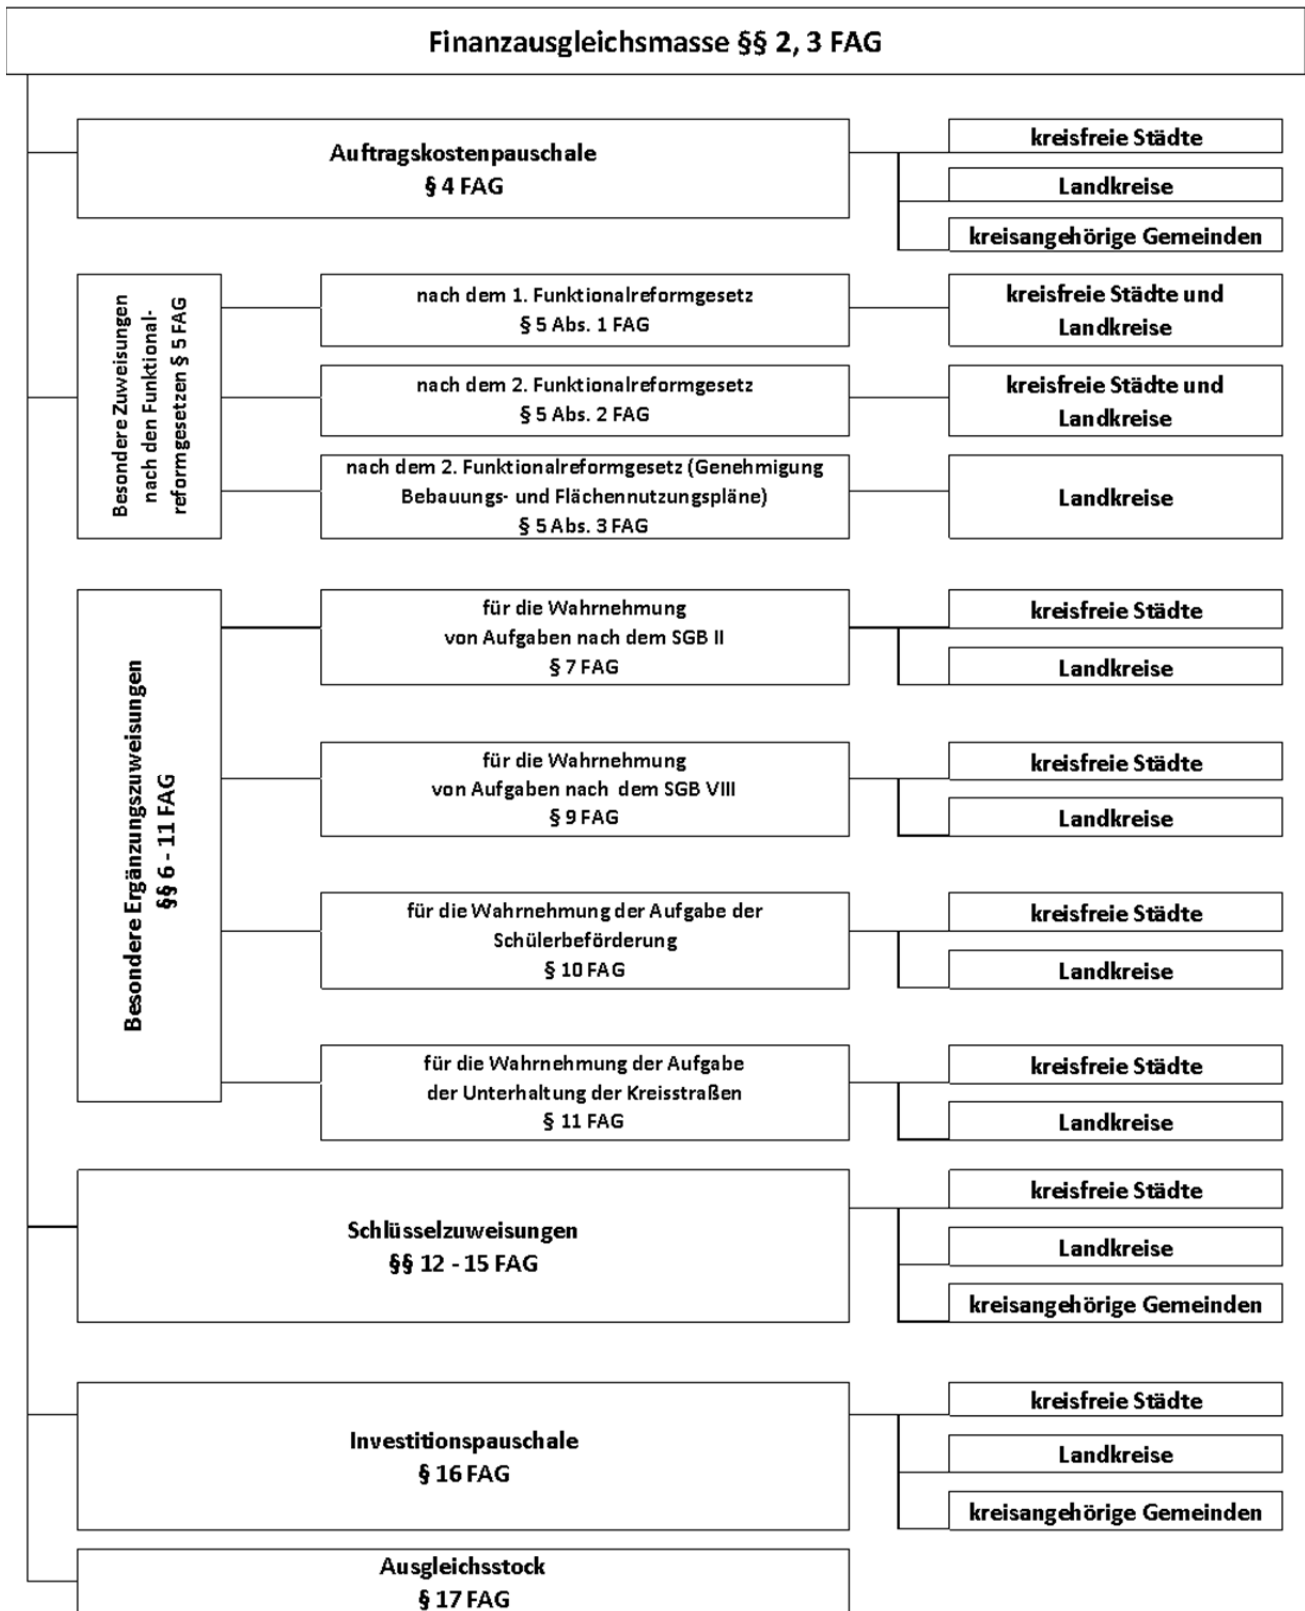 Finanzausgleichsmasse §§ 2, 3 FAG
Auftragskostenpauschale
§ 4 FAG
kreisfreie Städte
Landkreise
kreisangehörige Gemeinden
Besondere Zuweisungen
nach den Funktional-
reformgesetzen § 5 FAG
nach dem 1. Funktionalreformgesetz
§ 5 Abs. 1 FAG
kreisfreie Städte und
Landkreise
nach dem 2. Funktionalreformgesetz
§ 5 Abs. 2 FAG
kreisfreie Städte und
Landkreise
nach dem 2. Funktionalreformgesetz (Genehmigung
Bebauungs- und Flächennutzungspläne)
§ 5 Abs. 3 FAG
Landkreise
Besondere Ergänzungszuweisungen
§§ 6 - 11 FAG
für die Wahrnehmung
von Aufgaben nach dem SGB II
§ 7 FAG
kreisfreie Städte
Landkreise
für die Wahrnehmung
von Aufgaben nach dem SGB VIII
§ 9 FAG
kreisfreie Städte
Landkreise
für die Wahrnehmung der Aufgabe der
Schülerbeförderung
§ 10 FAG
kreisfreie Städte
Landkreise
für die Wahrnehmung der Aufgabe
der Unterhaltung der Kreisstraßen
§ 11 FAG
kreisfreie Städte
Landkreise
Schlüsselzuweisungen
§§ 12 - 15 FAG
kreisfreie Städte
Landkreise
kreisangehörige Gemeinden
Investitionspauschale
§ 16 FAG
kreisfreie Städte
Landkreise
kreisangehörige Gemeinden
Ausgleichsstock
§ 17 FAG